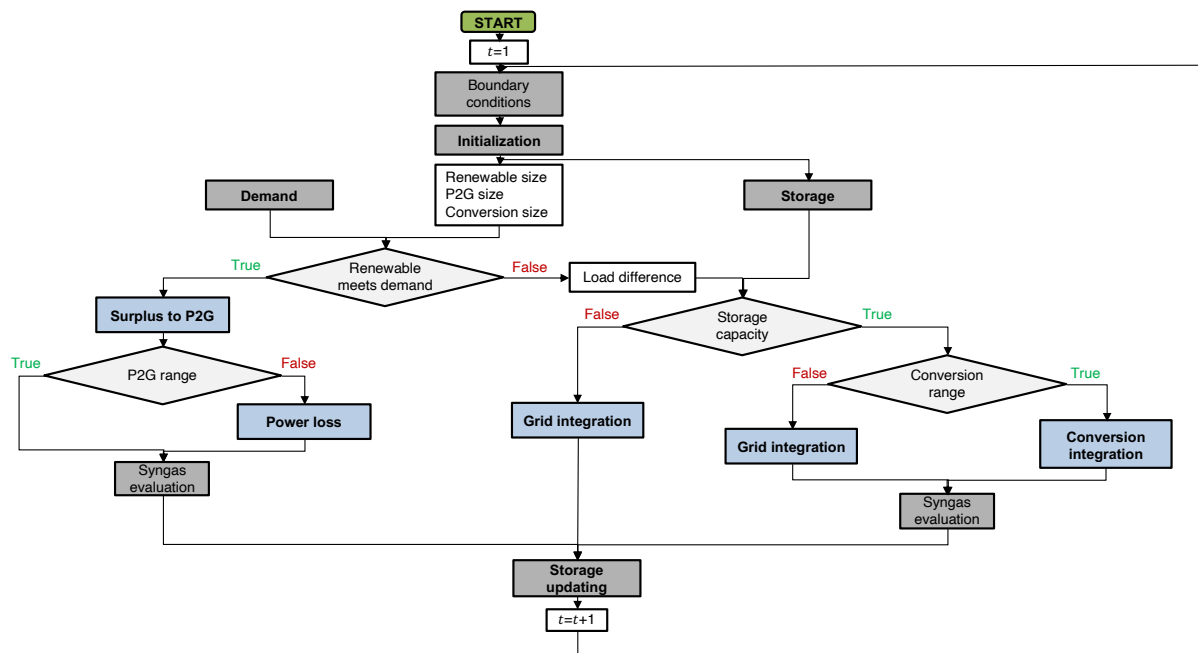 START
t=1
Boundary
conditions
Initialization
Renewable size
P2G size
Conversion size
Demand
Storage
True
Renewable
meets demand
False
Load difference
Surplus to P2G
False
Storage
capacity
True
True
P2G range
False
False
Conversion
range
True
Power loss
Grid integration
Grid integration
Conversion
integration
Syngas
evaluation
Syngas
evaluation
Storage
updating
t=t+1